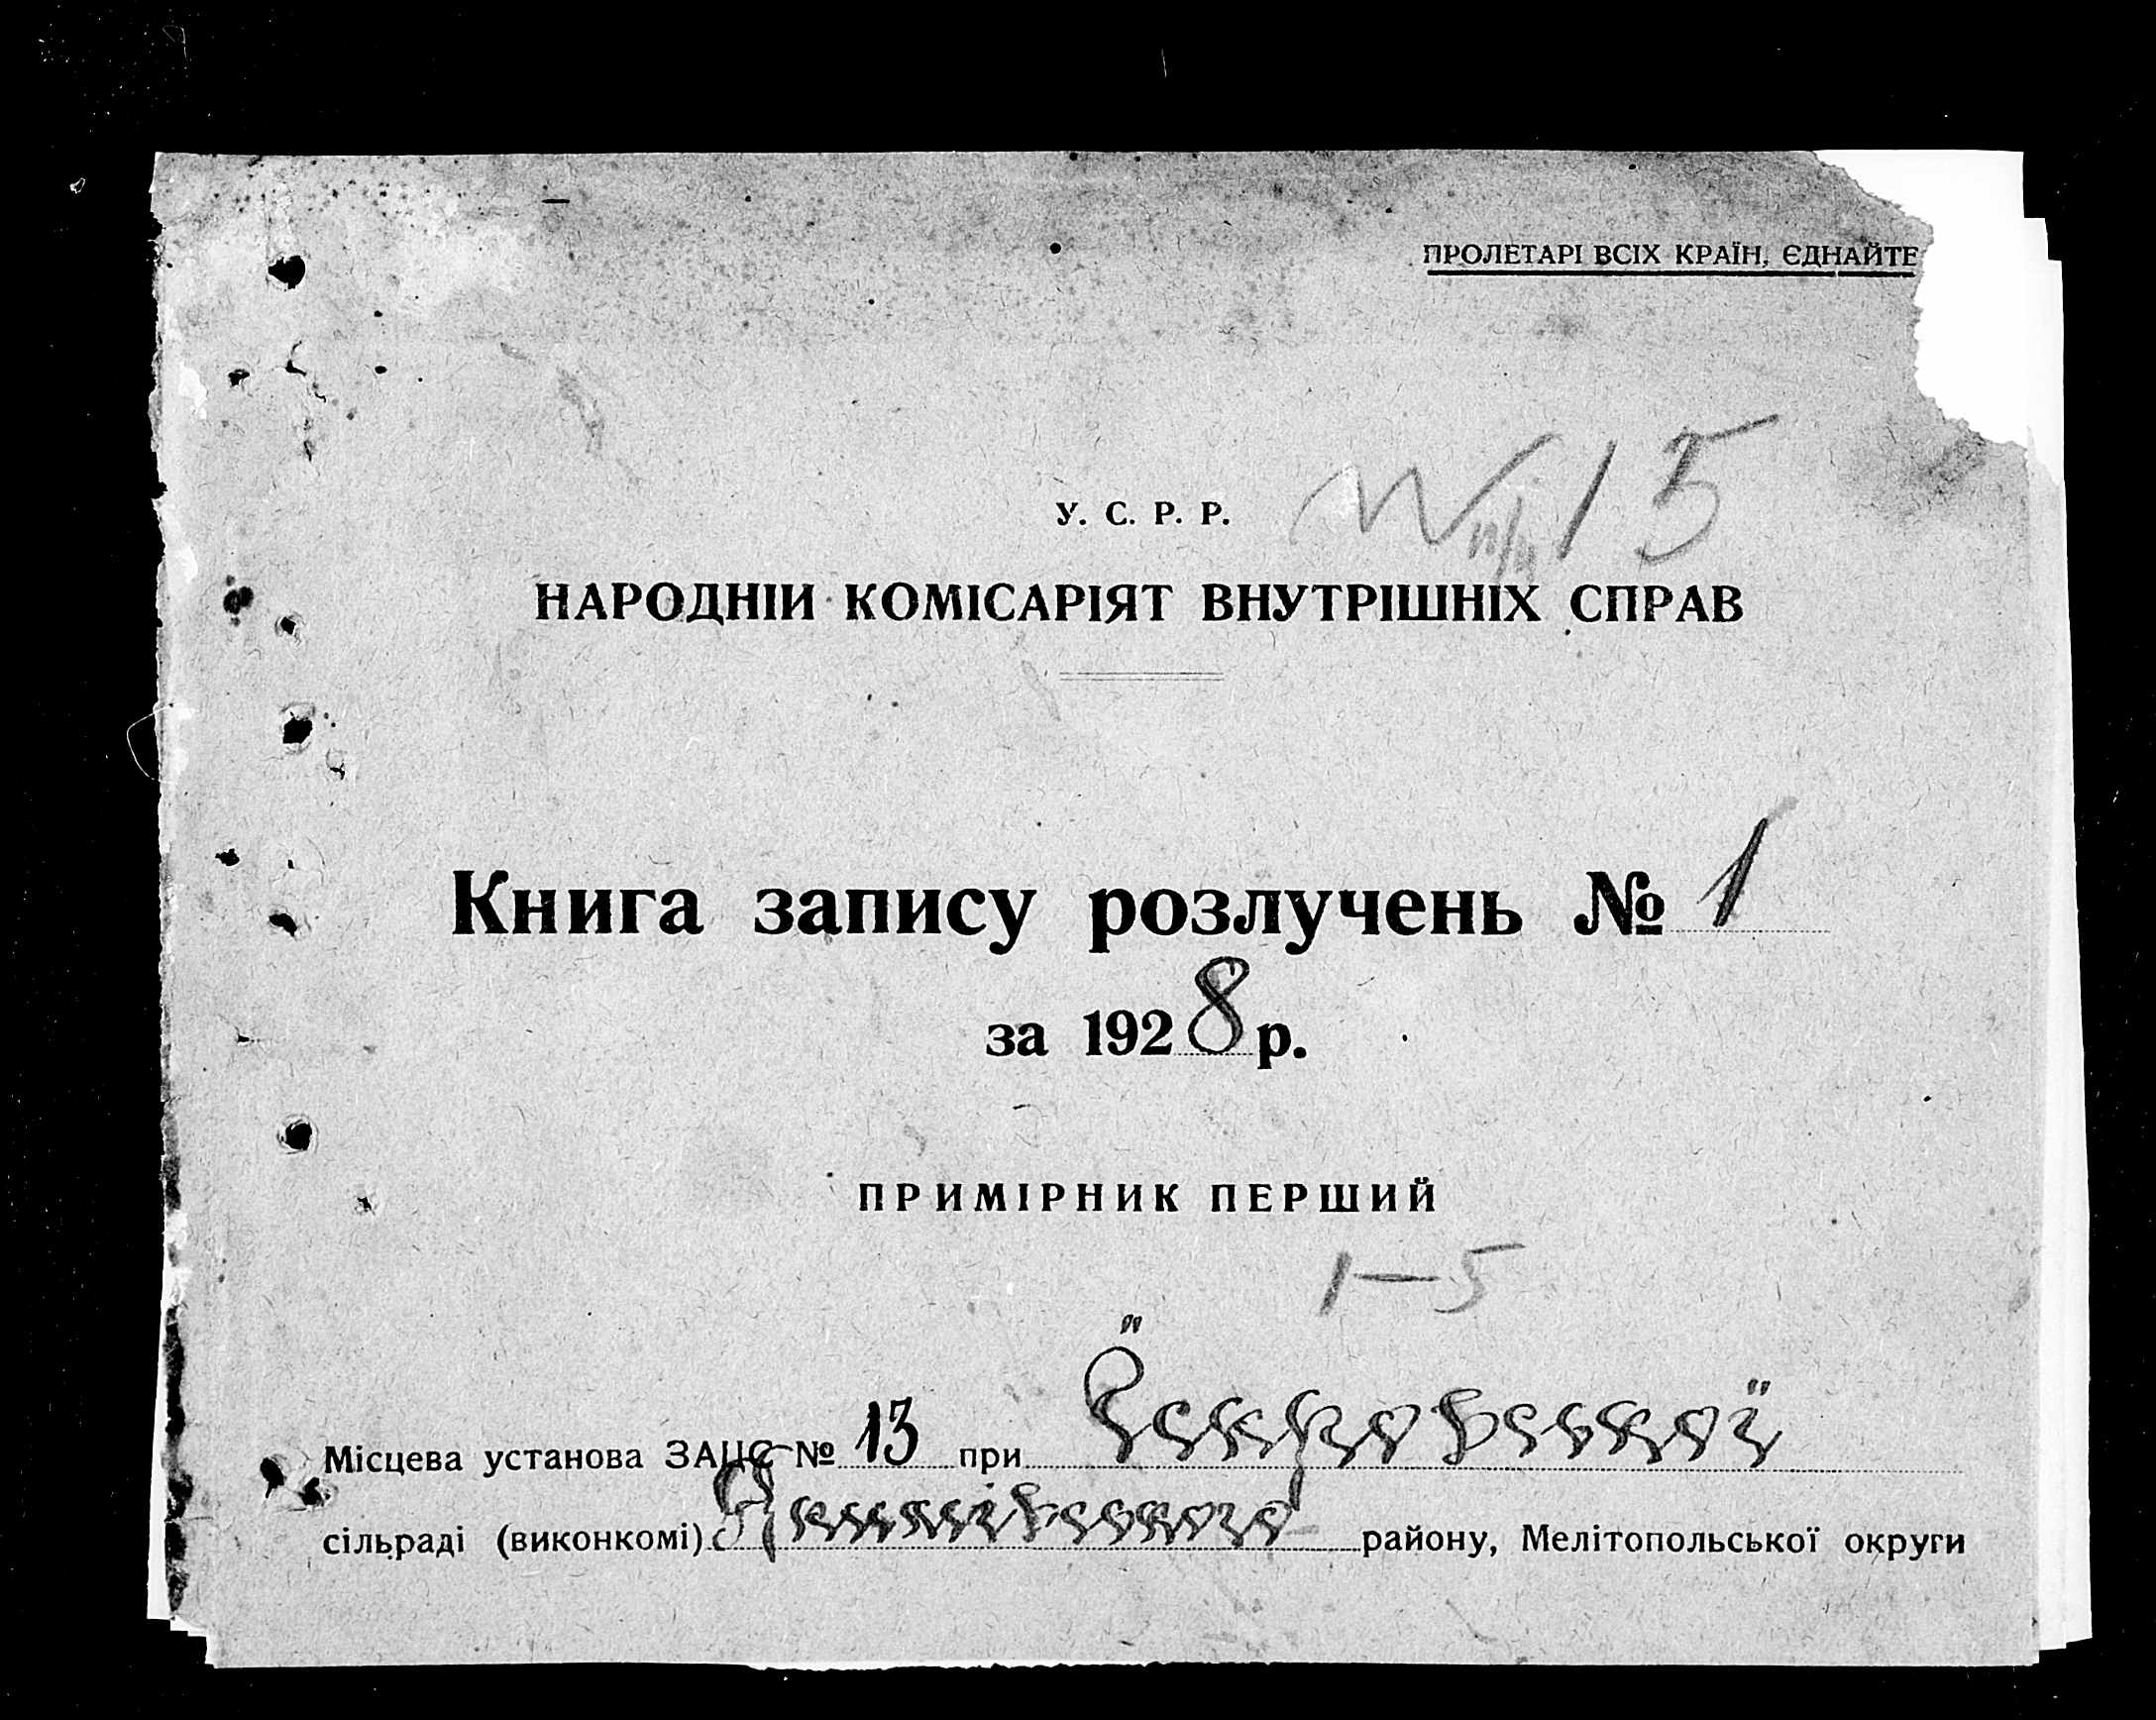 ПРОЛЕТАРІ ВСІХ КРАЇН, ЄДНАЙТЕ
У. С. Р. Р.
15
НАРОДНІЙ КОМІСАРІЯТ ВНУТРІШНІХ СПРАВ
Книга запису розлучень № 1
за 1928 р.
ПРИМІРНИК ПЕРШИЙ
1—5
Місцева установа ЗАЦС № 13 при
сільраді (виконкомі) району, Мелітопольської округи